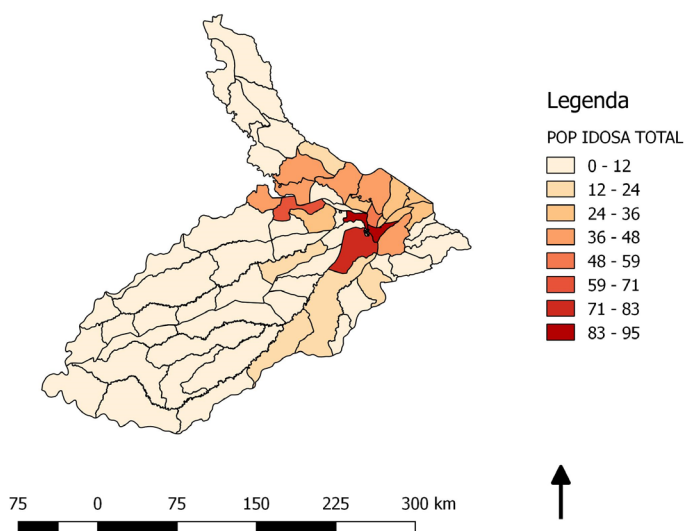 Legenda
POP IDOSA TOTAL
0 - 12
12 - 24
24 - 36
36 - 48
48 - 59
59 - 71
71 - 83
83 - 95
75 0 75 150 225 300 km